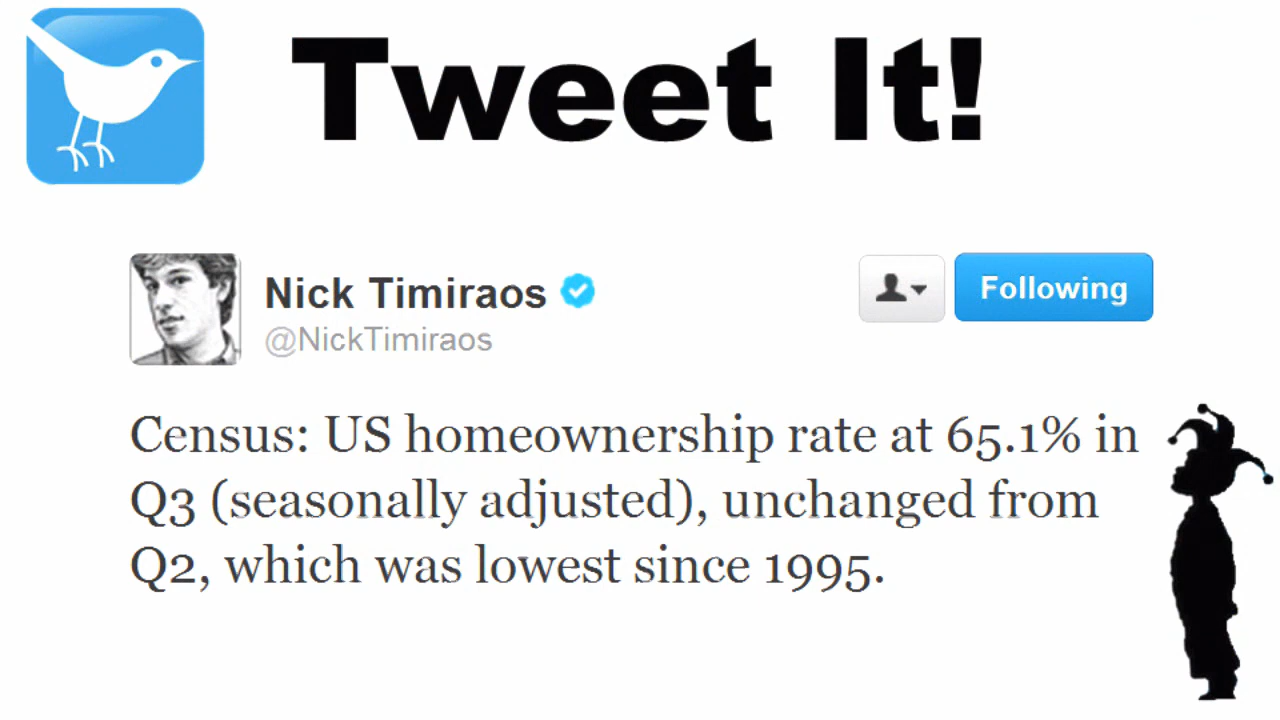 Tweet It!
Nick Timiraos
@NickTimiraos
Following
Census: US homeownership rate at 65.1% in
Q3 (seasonally adjusted), unchanged from
Q2, which was lowest since 1995.